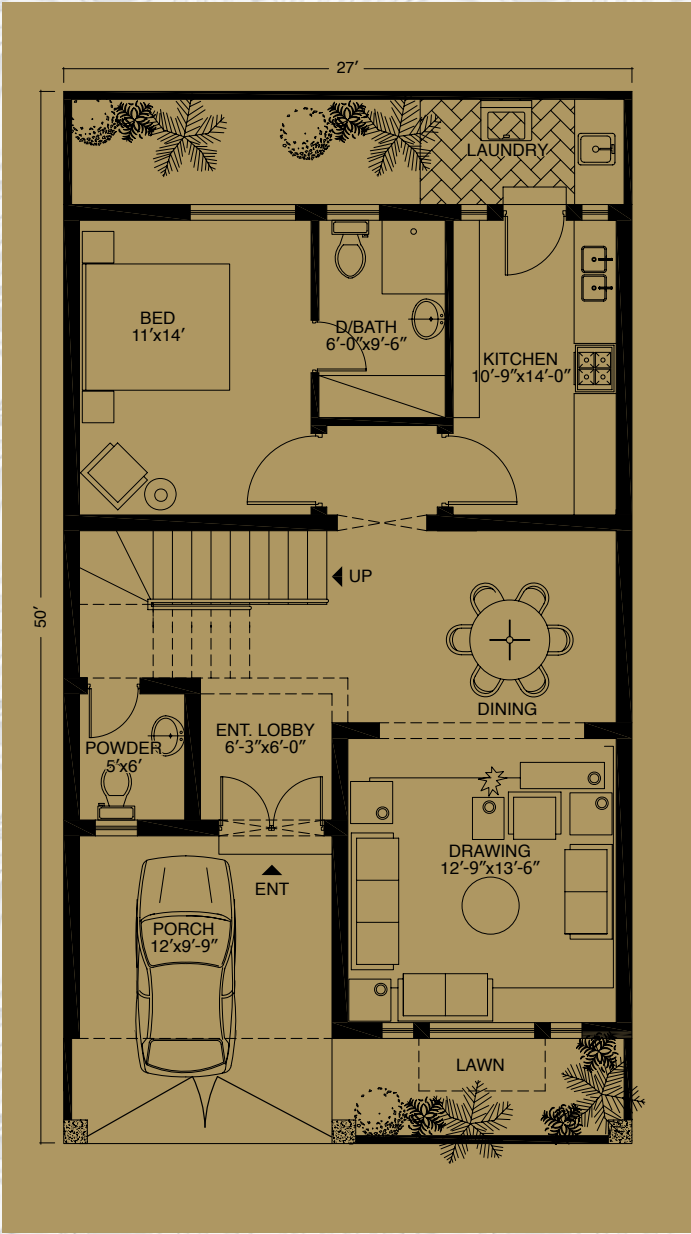 27′
LAUNDRY
BED
11′x14′
D/BATH
6′-0″x9′-6″
KITCHEN
10′-9″x14′-0″
UP
50′
DINING
ENT. LOBBY
6′-3″x6′-0″
POWDER
5′x6′
DRAWING
12′-9″x13′-6″
ENT
PORCH
12′x9′-9″
LAWN